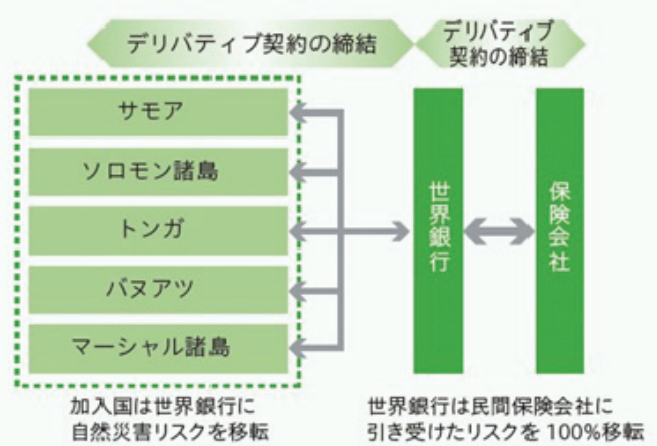 デリバティブ契約の締結
デリバティブ
契約の締結
サモア
ソロモン諸島
トンガ
バヌアツ
マーシャル諸島
世界銀行
保険会社
加入国は世界銀行に
自然災害リスクを移転
世界銀行は民間保険会社に
引き受けたリスクを100%移転